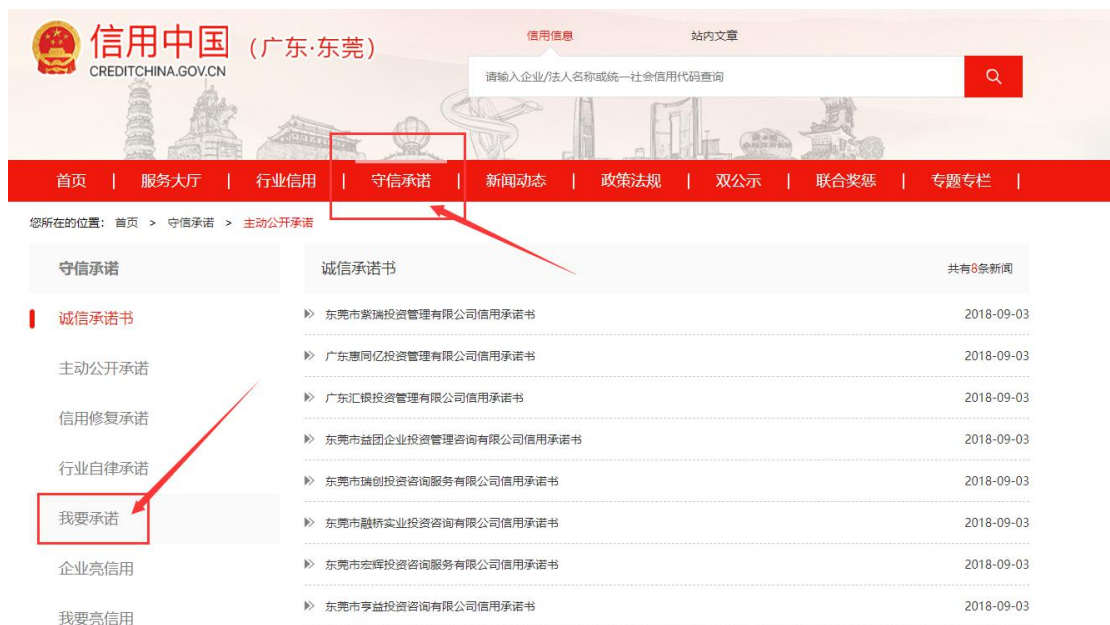 信用中国 (广东·东莞)
CREDITCHINA.GOV.CN
信用信息 站内文章
请输入企业/法人名称或统一社会信用代码查询
首页 | 服务大厅 | 行业信用 | 守信承诺 | 新闻动态 | 政策法规 | 双公示 | 联合奖惩 | 专题专栏 |
您所在的位置: 首页 > 守信承诺 > 主动公开承诺
守信承诺
诚信承诺书
主动公开承诺
信用修复承诺
行业自律承诺
我要承诺
企业亮信用
我要亮信用
诚信承诺书 共有8条新闻
东莞市紫瑞投资管理有限公司信用承诺书 2018-09-03
广东惠同亿投资管理有限公司信用承诺书 2018-09-03
广东汇银投资管理有限公司信用承诺书 2018-09-03
东莞市益团企业投资管理咨询有限公司信用承诺书 2018-09-03
东莞市瑞创投资咨询服务有限公司信用承诺书 2018-09-03
东莞市融桥实业投资咨询有限公司信用承诺书 2018-09-03
东莞市宏辉投资咨询服务有限公司信用承诺书 2018-09-03
东莞市亨益投资咨询有限公司信用承诺书 2018-09-03